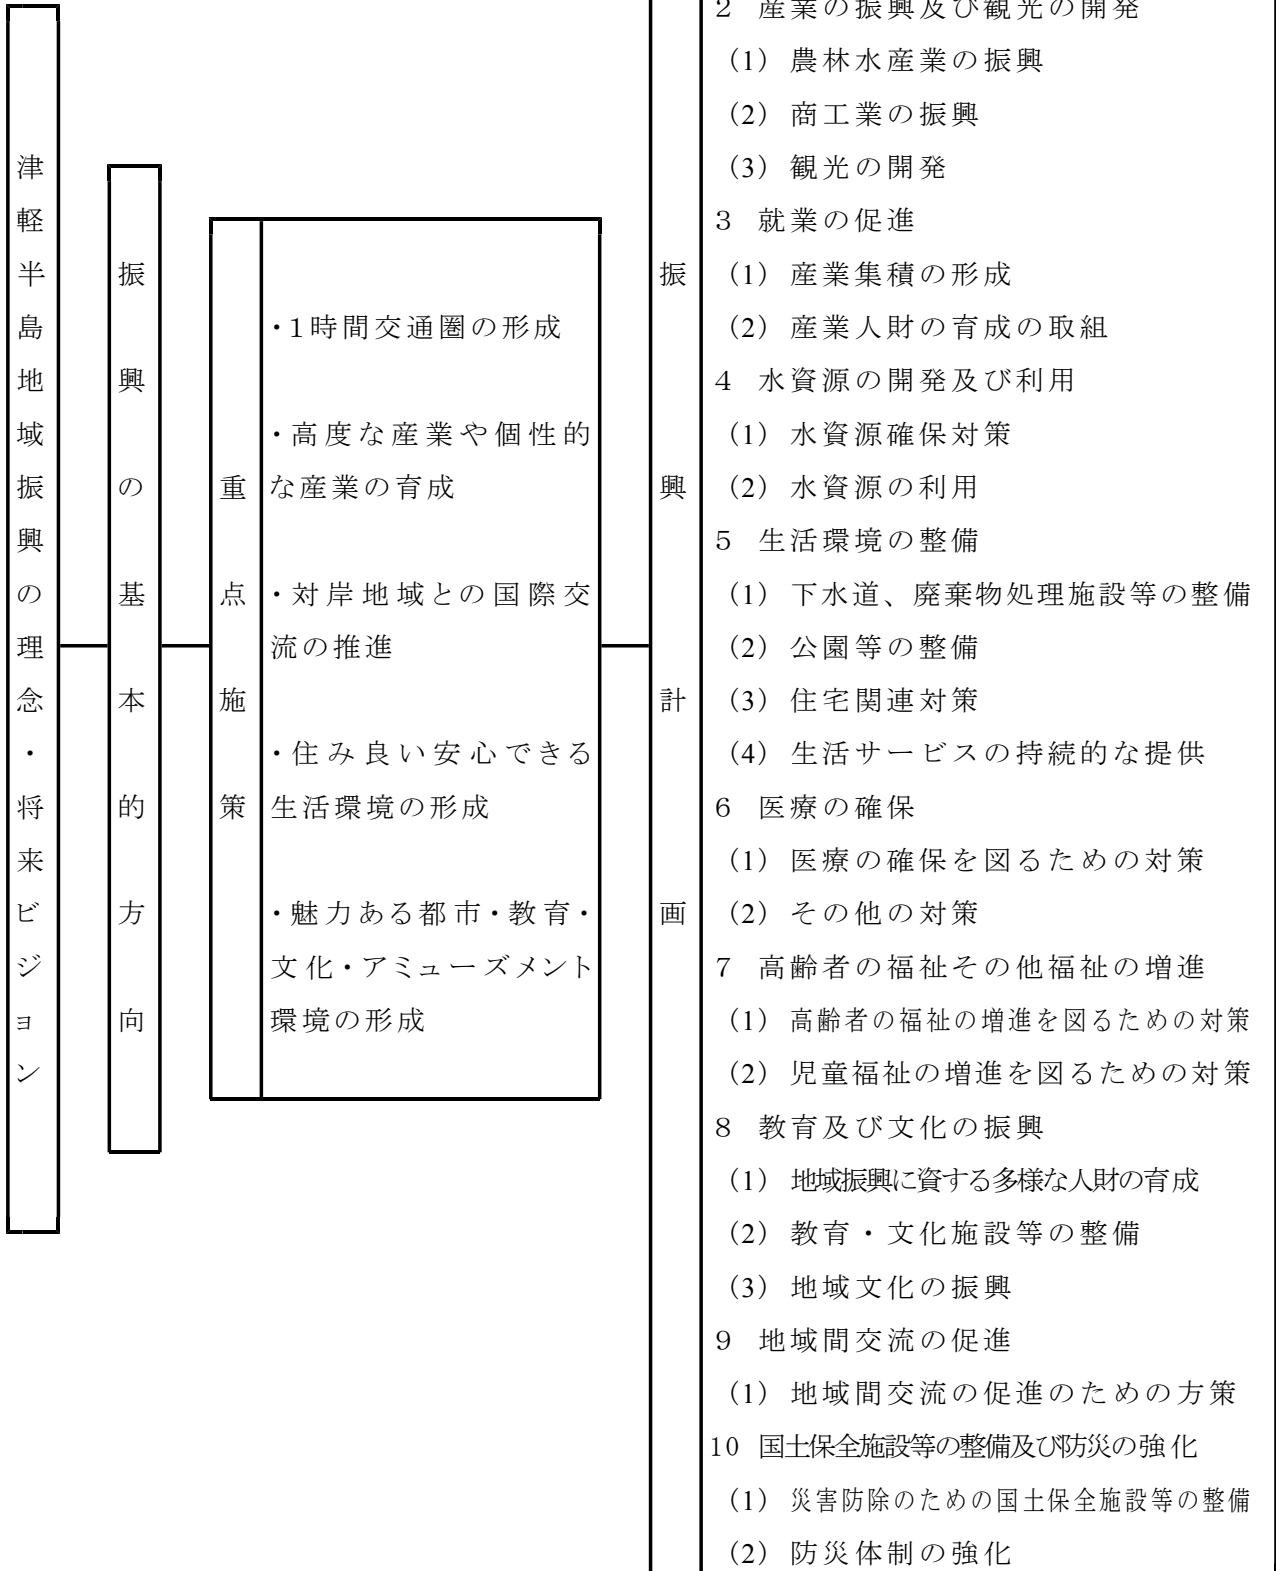 津軽半島地域振興の理念・将来ビジョン
振興の基本的方向
重点施策
・1時間交通圏の形成
・高度な産業や個性的
な産業の育成
・対岸地域との国際交
流の推進
・住み良い安心できる
生活環境の形成
・魅力ある都市・教育・
文化・アミューズメント
環境の形成
振興計画
2 産業の振興及び観光の開発
(1) 農林水産業の振興
(2) 商工業の振興
(3) 観光の開発
3 就業の促進
(1) 産業集積の形成
(2) 産業人財の育成の取組
4 水資源の開発及び利用
(1) 水資源確保対策
(2) 水資源の利用
5 生活環境の整備
(1) 下水道、廃棄物処理施設等の整備
(2) 公園等の整備
(3) 住宅関連対策
(4) 生活サービスの持続的な提供
6 医療の確保
(1) 医療の確保を図るための対策
(2) その他の対策
7 高齢者の福祉その他福祉の増進
(1) 高齢者の福祉の増進を図るための対策
(2) 児童福祉の増進を図るための対策
8 教育及び文化の振興
(1) 地域振興に資する多様な人財の育成
(2) 教育・文化施設等の整備
(3) 地域文化の振興
9 地域間交流の促進
(1) 地域間交流の促進のための方策
10 国土保全施設等の整備及び防災の強化
(1) 災害防除のための国土保全施設等の整備
(2) 防災体制の強化